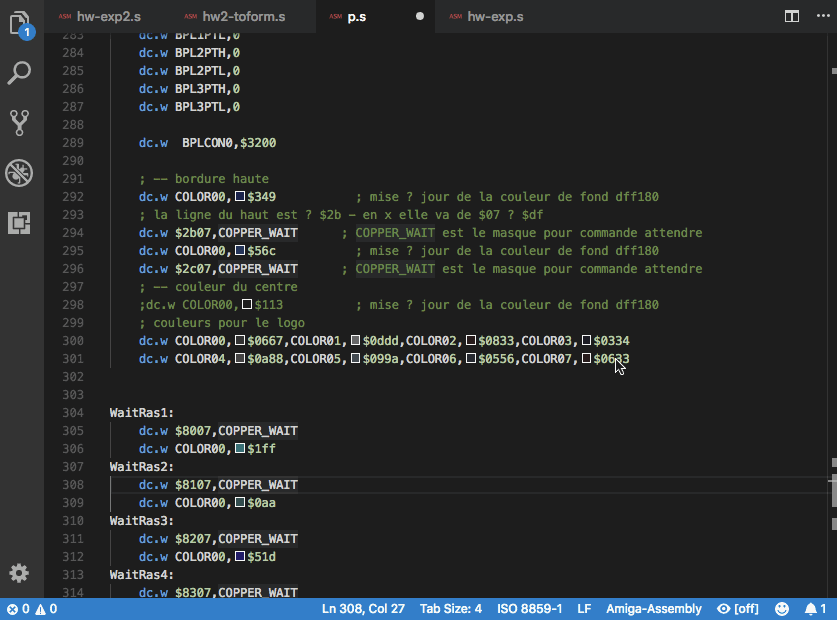 ASM hw-exp2.s ASM hw2-toform.s ASM p.s ASM hw-exp.s
1
283 dc.w BPL1PTL,0
284 dc.w BPL2PTH,0
285 dc.w BPL2PTL,0
286 dc.w BPL3PTH,0
287 dc.w BPL3PTL,0
288
289 dc.w BPLCON0,$3200
290
291 ; -- bordure haute
292 dc.w COLOR00,$349 ; mise ? jour de la couleur de fond dff180
293 ; la ligne du haut est ? $2b - en x elle va de $07 ? $df
294 dc.w $2b07,COPPER_WAIT ; COPPER_WAIT est le masque pour commande attendre
295 dc.w COLOR00,$56c ; mise ? jour de la couleur de fond dff180
296 dc.w $2c07,COPPER_WAIT ; COPPER_WAIT est le masque pour commande attendre
297 ; -- couleur du centre
298 ;dc.w COLOR00,$113 ; mise ? jour de la couleur de fond dff180
299 ; couleurs pour le logo
300 dc.w COLOR00,$0667,COLOR01,$0ddd,COLOR02,$0833,COLOR03,$0334
301 dc.w COLOR04,$0a88,COLOR05,$099a,COLOR06,$0556,COLOR07,$0633
302
303
304 WaitRas1:
305 dc.w $8007,COPPER_WAIT
306 dc.w COLOR00,$1ff
307 WaitRas2:
308 dc.w $8107,COPPER_WAIT
309 dc.w COLOR00,$0aa
310 WaitRas3:
311 dc.w $8207,COPPER_WAIT
312 dc.w COLOR00,$51d
313 WaitRas4:
314 dc.w $8307,COPPER_WAIT
0 0 Ln 308, Col 27 Tab Size: 4 ISO 8859-1 LF Amiga-Assembly [off] 1